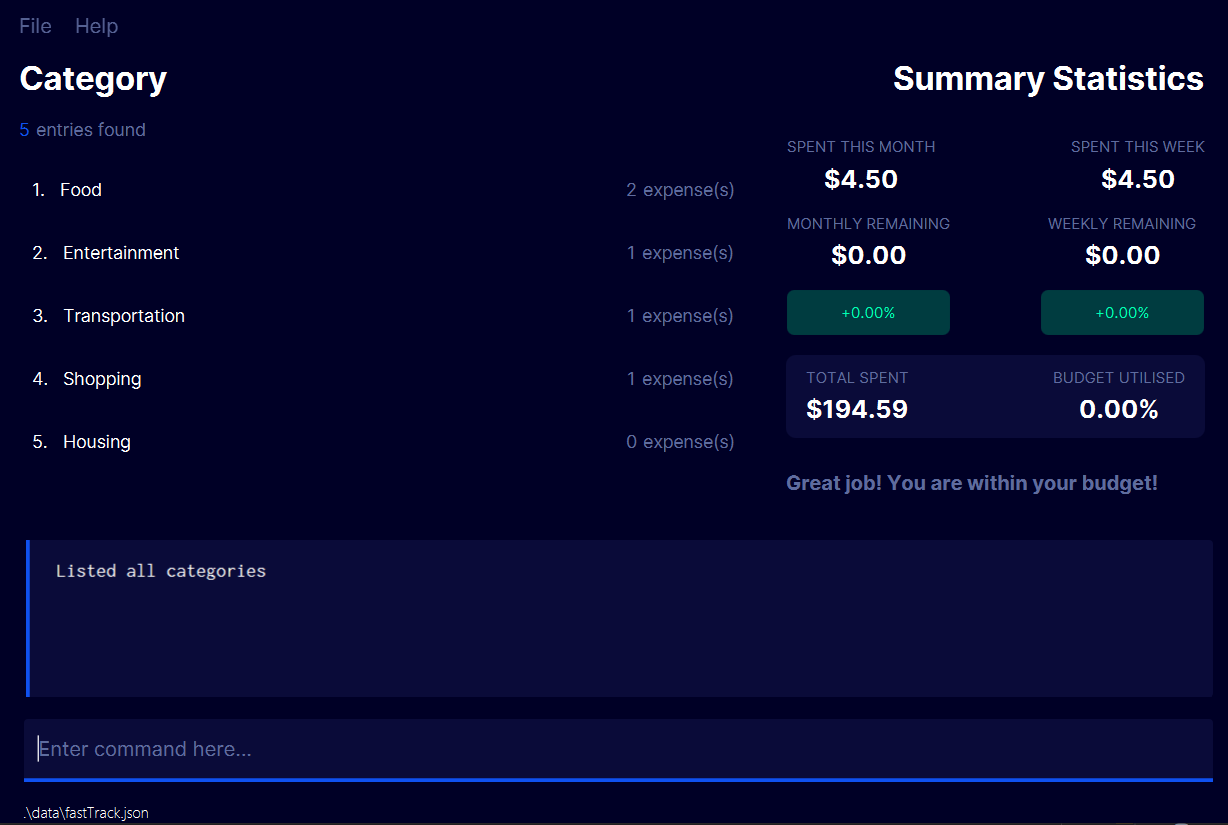 File Help
Category
5 entries found
1. Food 2 expense(s)
2. Entertainment 1 expense(s)
3. Transportation 1 expense(s)
4. Shopping 1 expense(s)
5. Housing 0 expense(s)
Summary Statistics
SPENT THIS MONTH SPENT THIS WEEK
$4.50 $4.50
MONTHLY REMAINING WEEKLY REMAINING
$0.00 $0.00
+0.00% +0.00%
TOTAL SPENT BUDGET UTILISED
$194.59 0.00%
Great job! You are within your budget!
Listed all categories
Enter command here...
.\data\fastTrack.json